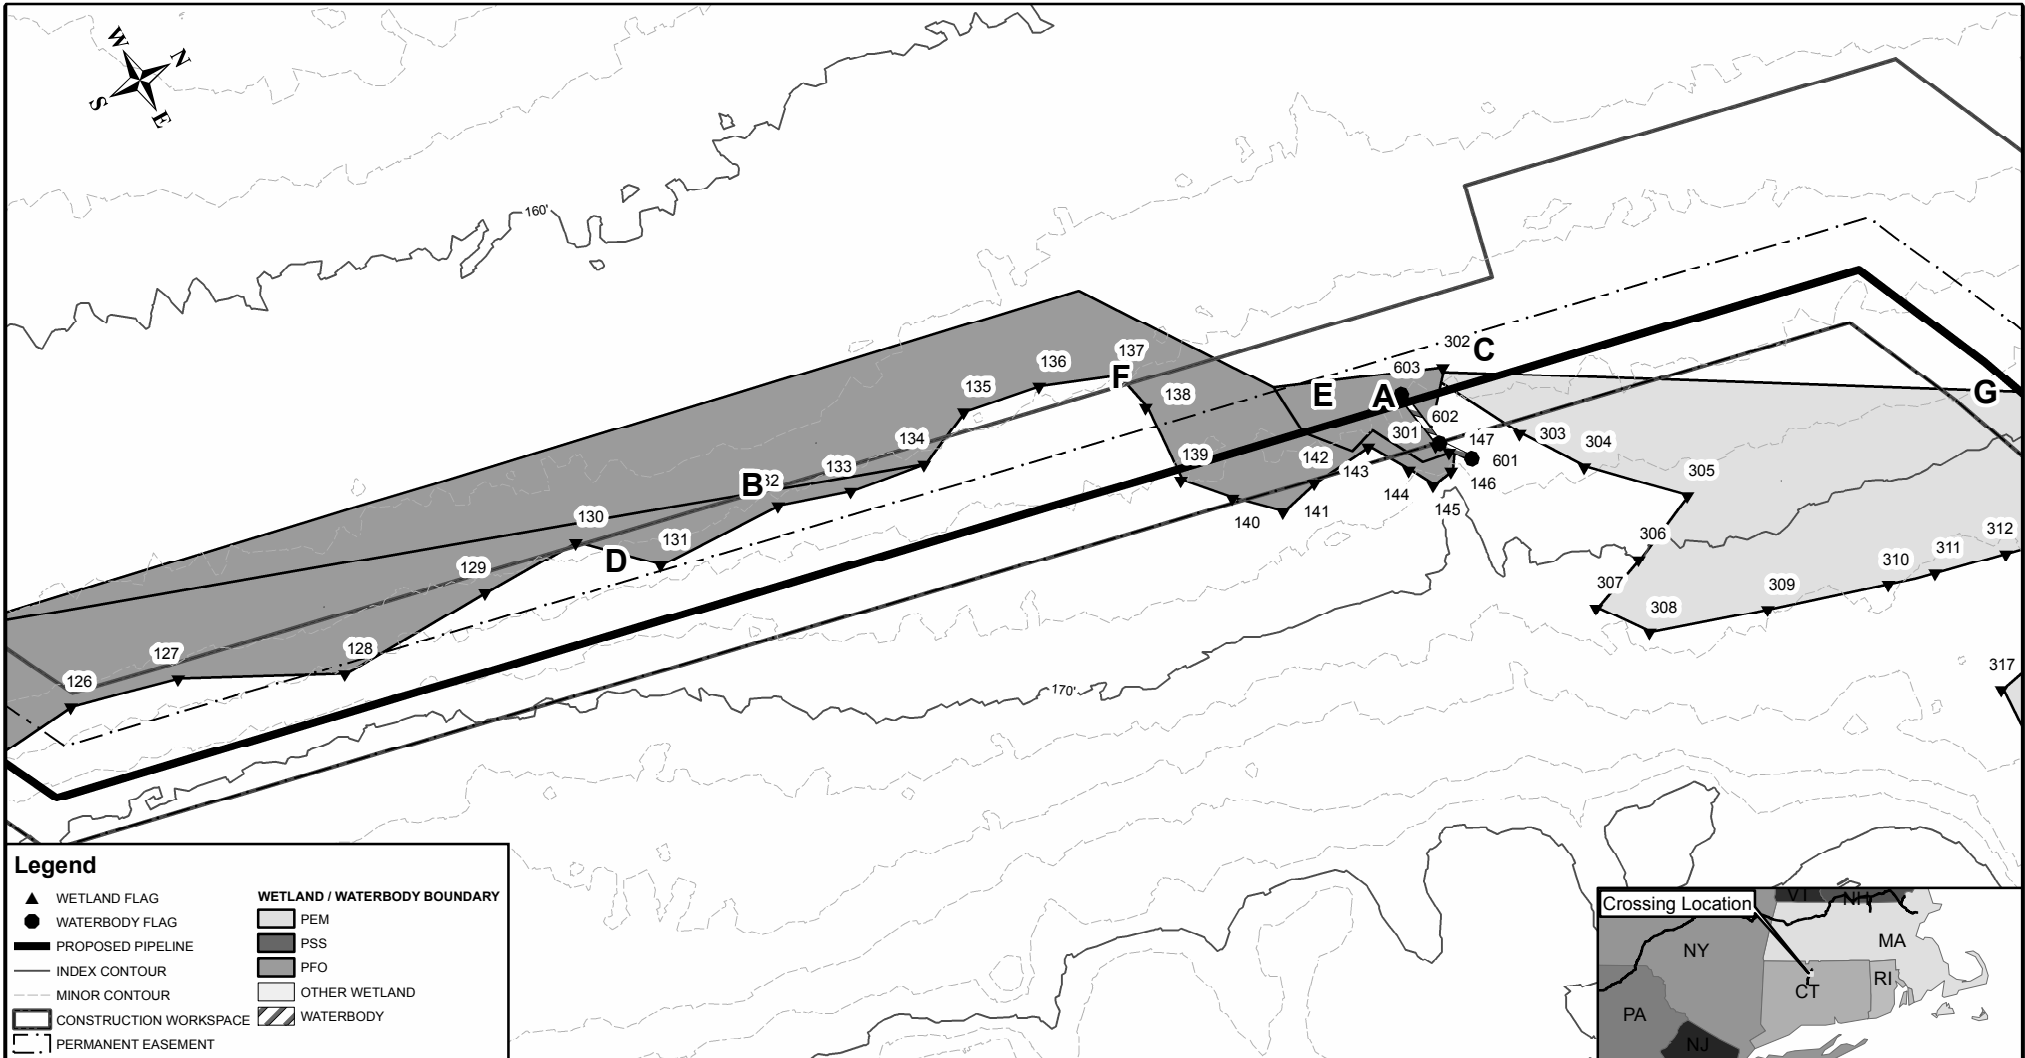 W
N
S
E
160'
137
302
C
136
F
603
135
138
E
A
G
602
134
301
147
303
304
139
142
133
601
143
305
B
32
146
144
130
140
141
145
131
D
306
312
129
311
310
307
309
308
128
127
126
317
170'
Legend
WETLAND FLAG
WATERBODY FLAG
PROPOSED PIPELINE
INDEX CONTOUR
MINOR CONTOUR
CONSTRUCTION WORKSPACE
PERMANENT EASEMENT
WETLAND / WATERBODY BOUNDARY
PEM
PSS
PFO
OTHER WETLAND
WATERBODY
Crossing Location
VT
NH
NY
MA
CT
RI
PA
NJ